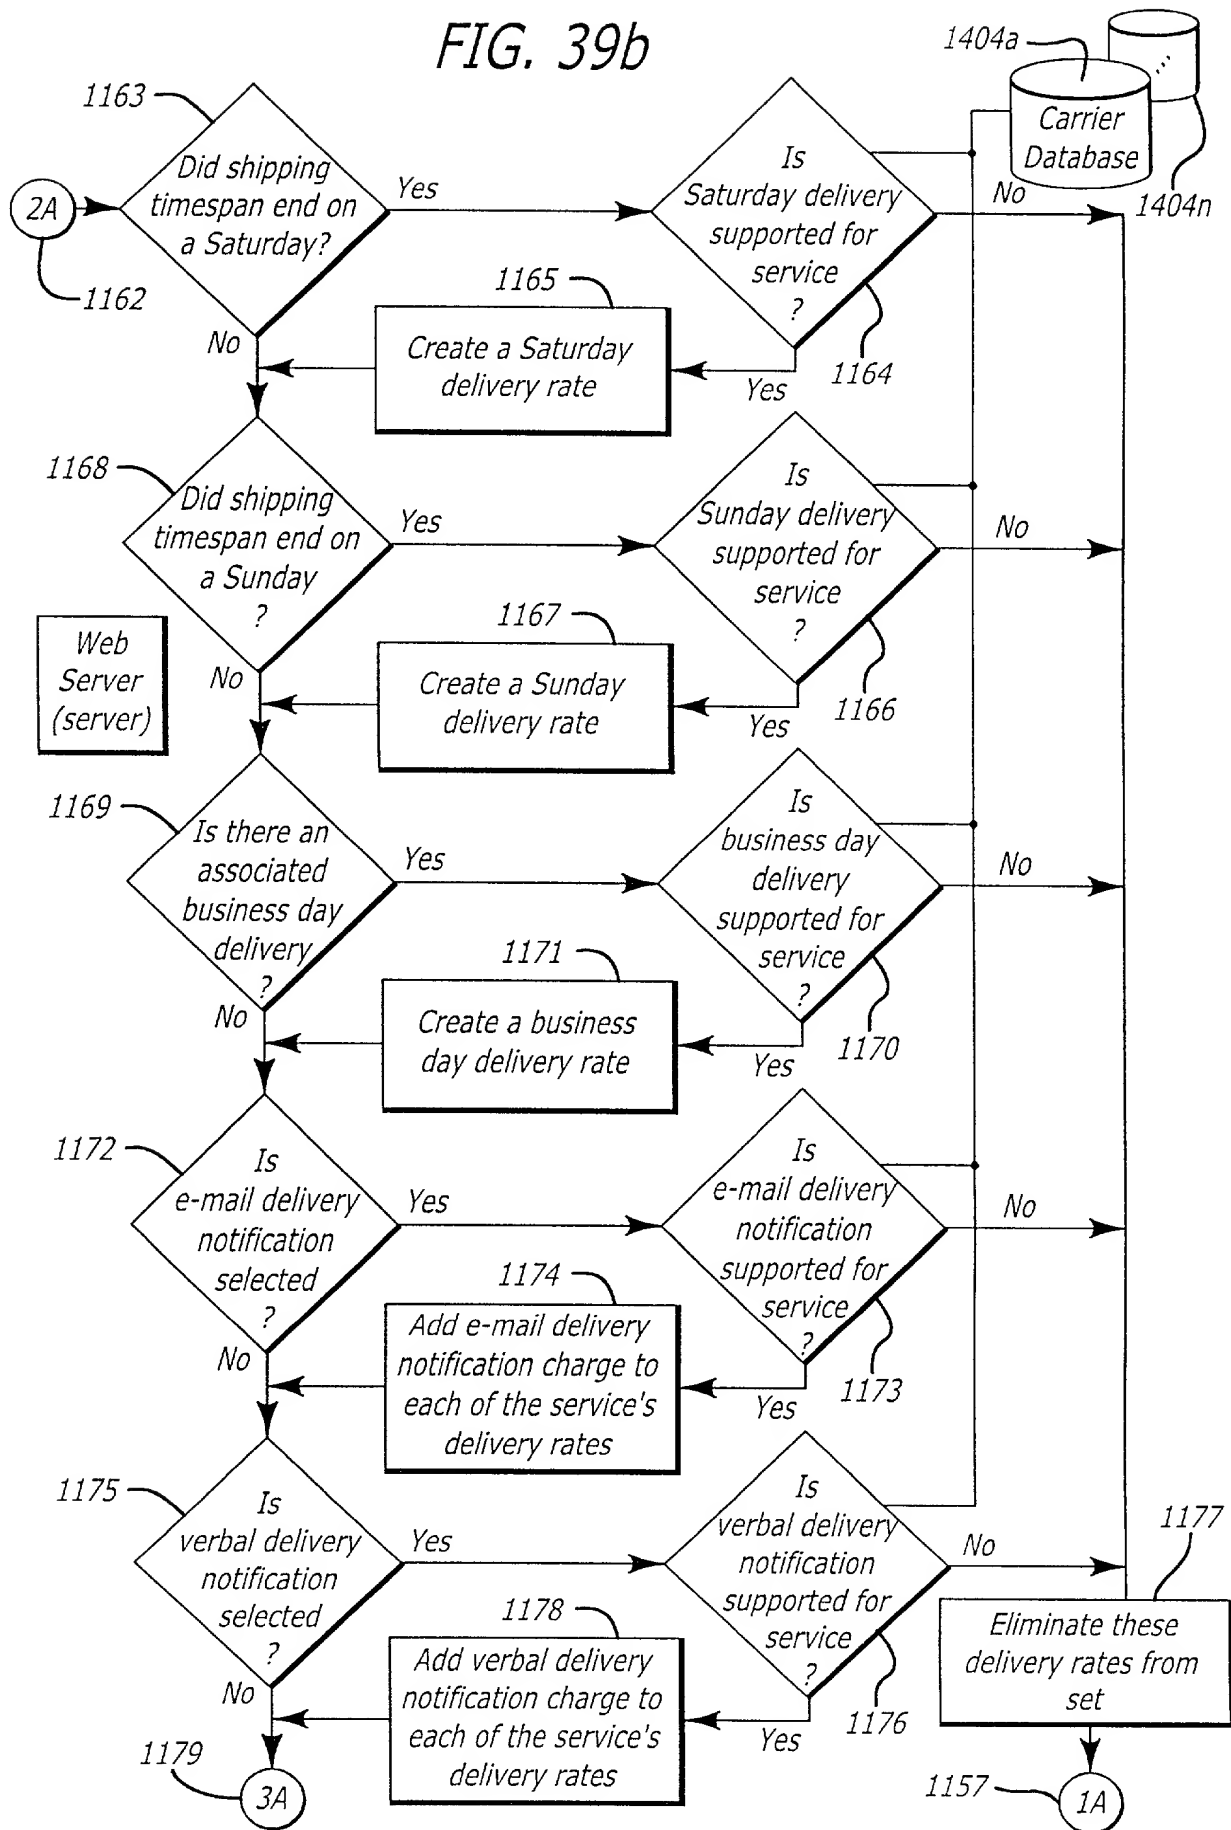 FIG. 39b
1404a
Carrier
Database
1404n
1163
Did shipping
timespan end on
a Saturday?
2A
1162
Yes
No
Is
Saturday delivery
supported for
service
?
1164
No
Yes
1165
Create a Saturday
delivery rate
1168
Did shipping
timespan end on
a Sunday
?
Yes
No
Is
Sunday delivery
supported for
service
?
1166
No
Yes
1167
Create a Sunday
delivery rate
Web
Server
(server)
1169
Is there an
associated
business day
delivery
?
Yes
No
Is
business day
delivery
supported for
service
?
1170
No
Yes
1171
Create a business
day delivery rate
1172
Is
e-mail delivery
notification
selected
?
Yes
No
Is
e-mail delivery
notification
supported for
service
?
1173
No
Yes
1174
Add e-mail delivery
notification charge to
each of the service's
delivery rates
1175
Is
verbal delivery
notification
selected
?
Yes
No
Is
verbal delivery
notification
supported for
service
?
1176
No
Yes
1178
Add verbal delivery
notification charge to
each of the service's
delivery rates
1177
Eliminate these
delivery rates from
set
1179
3A
1157
1A